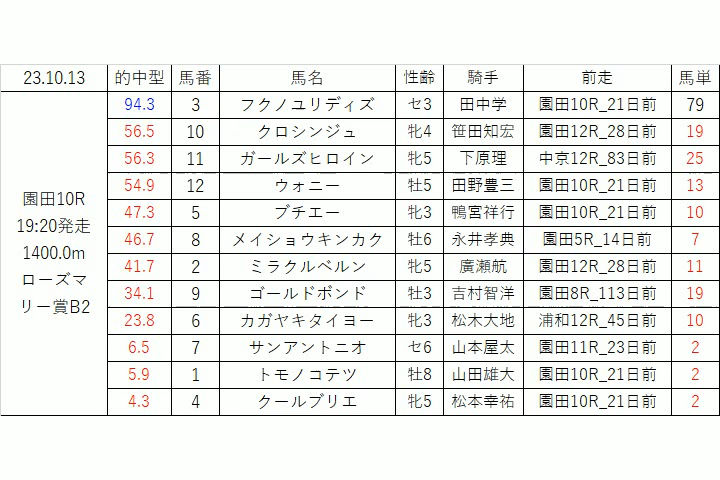 23.10.13 的中型 馬番 馬名 性齢 騎手 前走 馬単
園田10R
19:20発走
1400.0m
ローズマ
リー賞B2
94.3 3 フクノユリディズ セ3 田中学 園田10R_21日前 79
56.5 10 クロシンジュ 牝4 笹田知宏 園田12R_28日前 19
56.3 11 ガールズヒロイン 牝5 下原理 中京12R_83日前 25
54.9 12 ウォニー 牡5 田野豊三 園田10R_21日前 13
47.3 5 プチエー 牝3 鴨宮祥行 園田10R_21日前 10
46.7 8 メイショウキンカク 牡6 永井孝典 園田5R_14日前 7
41.7 2 ミラクルベルン 牝5 廣瀬航 園田12R_28日前 11
34.1 9 ゴールドボンド 牡3 吉村智洋 園田8R_113日前 19
23.8 6 カガヤキタイヨー 牝3 松木大地 浦和12R_45日前 10
6.5 7 サンアントニオ セ6 山本屋太 園田11R_23日前 2
5.9 1 トモノコテツ 牡8 山田雄大 園田10R_21日前 2
4.3 4 クールブリエ 牝5 松本幸祐 園田10R_21日前 2